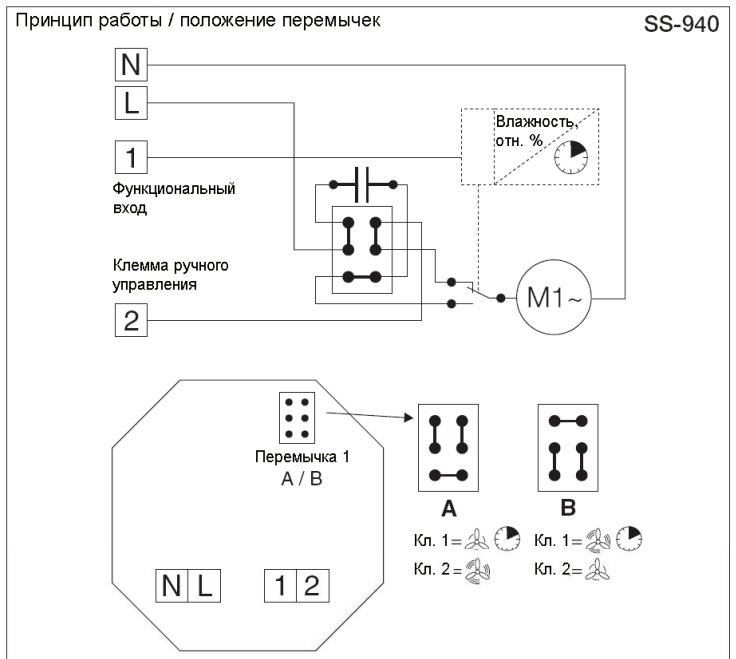 Принцип работы / положение перемычек
SS-940
N
L
1
Функциональный
вход
Влажность,
отн. %
Клемма ручного
управления
2
M1~
Перемычка 1
A / B
N L
1 2
A
B
Кл. 1=
Кл. 1=
Кл. 2 =
Кл. 2=